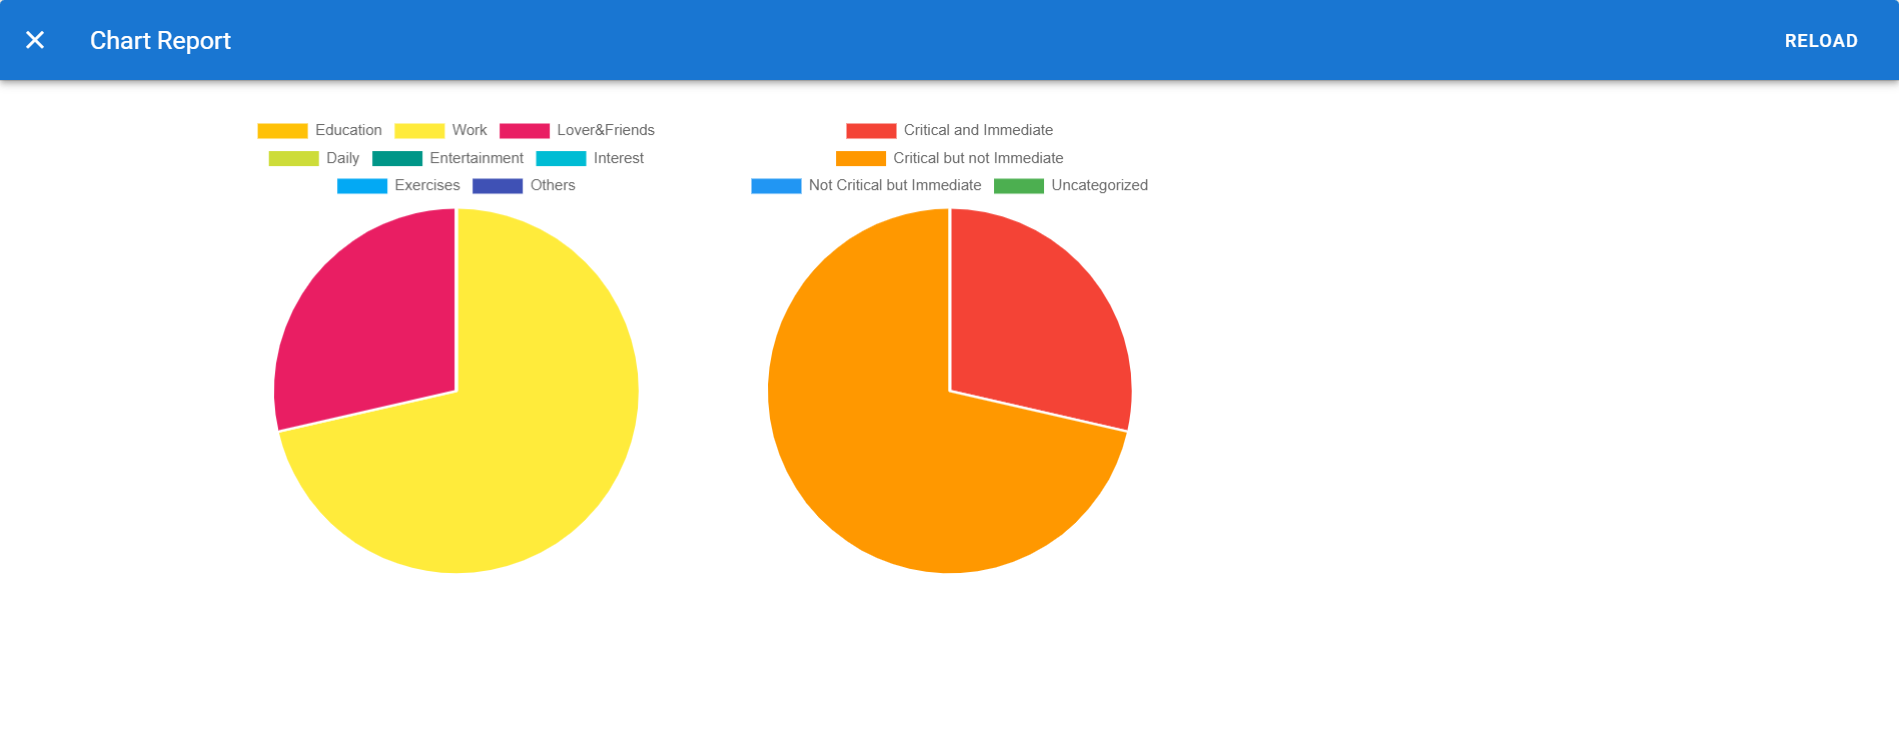 Chart Report
RELOAD
Education Work Lover&Friends
Daily Entertainment Interest
Exercises Others
Critical and Immediate
Critical but not Immediate
Not Critical but Immediate Uncategorized